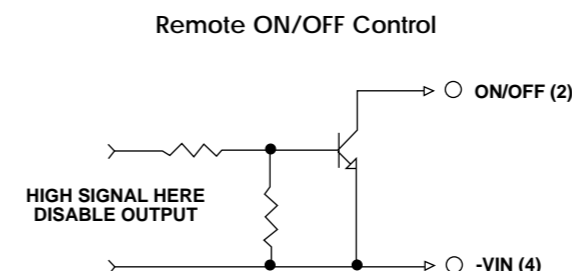 Remote ON/OFF Control
ON/OFF (2)
HIGH SIGNAL HERE
DISABLE OUTPUT
-VIN (4)